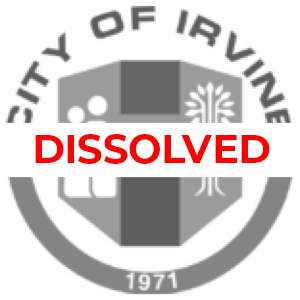 CITY OF IRVINE
DISSOLVED
1971